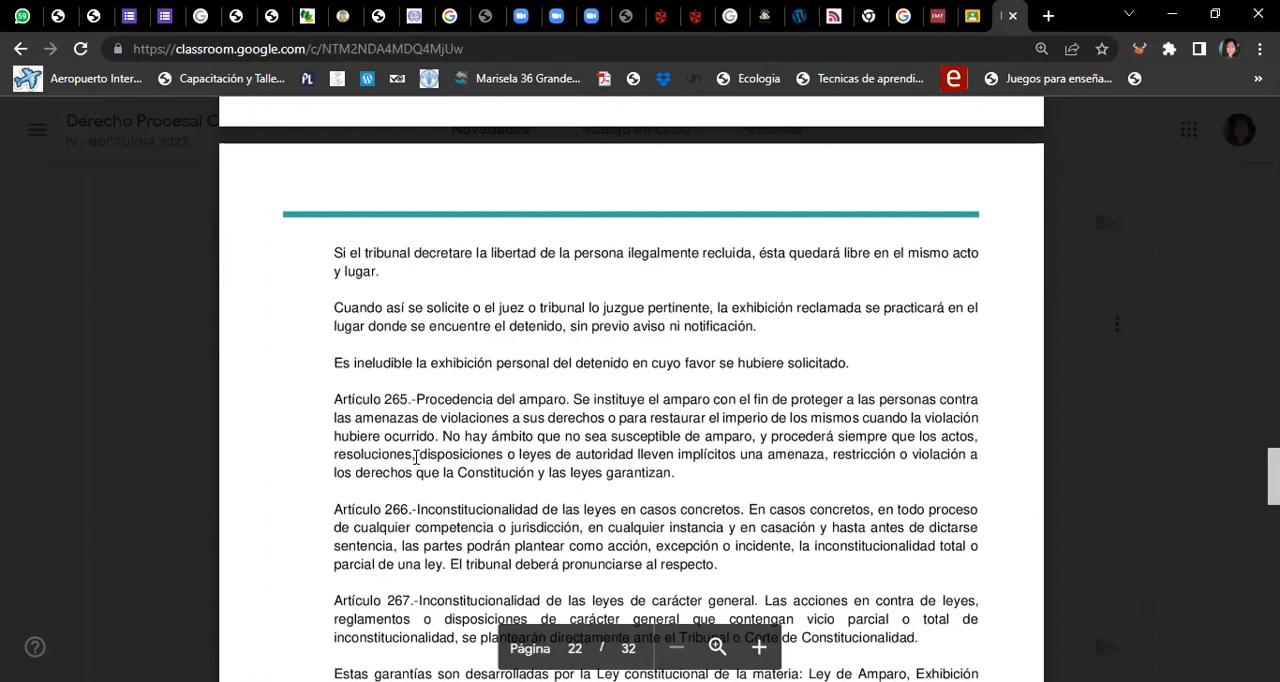 https://classroom.google.com/c/NTM2NDA4MDQ4MjUw
Aeropuerto Inter...
Capacitación y Talle...
Marisela 36 Grande...
Ecologia
Tecnicas de aprendi...
Juegos para enseña...
»
Derecho Procesal C
IV - NOCTURNA 2022
Novedades
Trabajo en clase
Personas
Si el tribunal decretare la libertad de la persona ilegalmente recluida, ésta quedará libre en el mismo acto
y lugar.
Cuando así se solicite o el juez o tribunal lo juzgue pertinente, la exhibición reclamada se practicará en el
lugar donde se encuentre el detenido, sin previo aviso ni notificación.
Es ineludible la exhibición personal del detenido en cuyo favor se hubiere solicitado.
Artículo 265.-Procedencia del amparo. Se instituye el amparo con el fin de proteger a las personas contra
las amenazas de violaciones a sus derechos o para restaurar el imperio de los mismos cuando la violación
hubiere ocurrido. No hay ámbito que no sea susceptible de amparo, y procederá siempre que los actos,
resoluciones, disposiciones o leyes de autoridad lleven implícitos una amenaza, restricción o violación a
los derechos que la Constitución y las leyes garantizan.
Artículo 266.-Inconstitucionalidad de las leyes en casos concretos. En casos concretos, en todo proceso
de cualquier competencia o jurisdicción, en cualquier instancia y en casación y hasta antes de dictarse
sentencia, las partes podrán plantear como acción, excepción o incidente, la inconstitucionalidad total o
parcial de una ley. El tribunal deberá pronunciarse al respecto.
Artículo 267.-Inconstitucionalidad de las leyes de carácter general. Las acciones en contra de leyes,
reglamentos o disposiciones de carácter general que contengan vicio parcial o total de
inconstitucionalidad, se plantearán directamente ante el Tribunal o Corte de Constitucionalidad.
Estas garantías son desarrolladas por la Ley constitucional de la materia: Ley de Amparo, Exhibición
Página 22 / 32